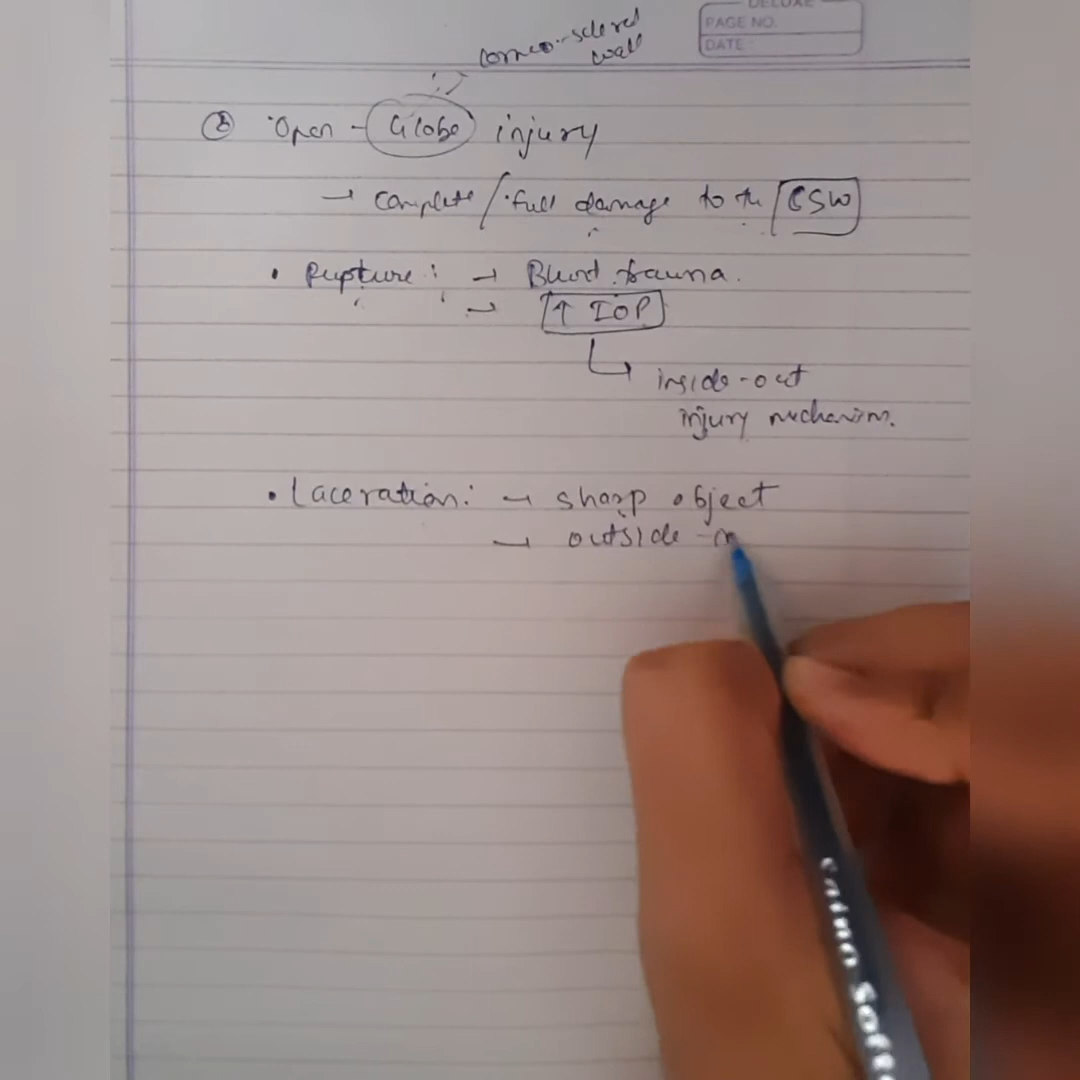 DELUXE
PAGE NO.
DATE:
corneo-scleral
wall
② Open - Globe injury
→ complete / full damage to the CSW
• Rupture: → Blunt trauma.
→ ↑ IOP
inside-out
injury mechanism.
• Laceration: → sharp object
→ outside-in